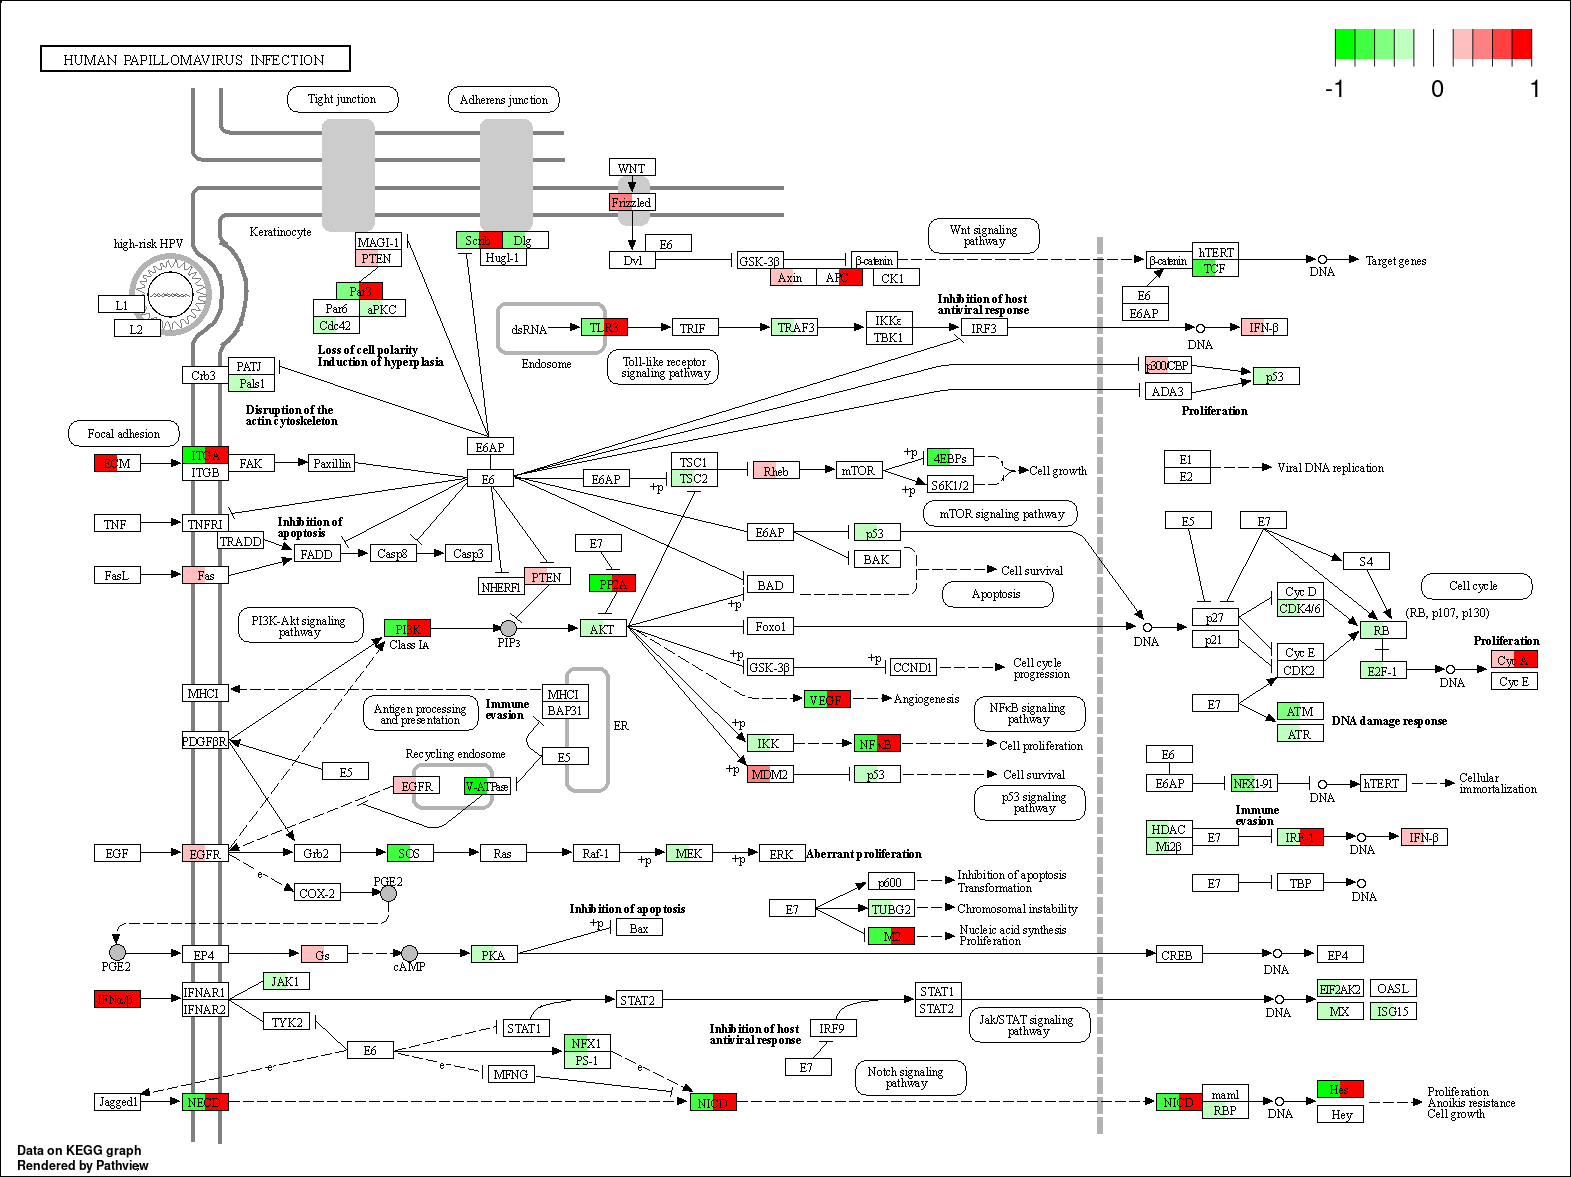 HUMAN PAPILLOMAVIRUS INFECTION
-1 0 1
Tight junction
Adherens junction
WNT
Frizzled
Keratinocyte
high-risk HPV
L1
L2
MAGI-1
PTEN
Scrib Dlg
Hugl-1
Par3
Par6 aPKC
Cdc42
Loss of cell polarity
Induction of hyperplasia
Dvl
E6
GSK-3β
β-catenin
Axin APC CK1
Wnt signaling
pathway
β-catenin
hTERT
TCF
DNA
Target genes
E6
E6AP
dsRNA
TLR3
TRIF
TRAF3
IKKε
TBK1
Inhibition of host
antiviral response
IRF3
DNA
IFN-β
Endosome
Toll-like receptor
signaling pathway
Crb3
PATJ
Pals1
p300/CBP
ADA3
p53
Proliferation
Disruption of the
actin cytoskeleton
Focal adhesion
ECM
ITGA
ITGB
FAK
Paxillin
E6AP
E6
E6AP
+p
TSC1
TSC2
Rheb
mTOR
+p
+p
4EBPs
S6K1/2
Cell growth
mTOR signaling pathway
E1
E2
Viral DNA replication
TNF
TNFR1
TRADD
Inhibition of
apoptosis
FADD
Casp8
Casp3
FasL
Fas
NHERF1
PTEN
E7
PP2A
E6AP
p53
BAK
BAD
+p
Cell survival
Apoptosis
E5
E7
S4
p27
p21
Cyc D
CDK4/6
Cyc E
CDK2
RB
E2F-1
Cell cycle
(RB, p107, p130)
Proliferation
Cyc A
Cyc E
DNA
DNA
PI3K-Akt signaling
pathway
PI3K
Class IA
PIP3
AKT
Foxo1
+p
GSK-3β
+p
CCND1
Cell cycle
progression
VEGF
Angiogenesis
MHCI
Antigen processing
and presentation
Immune
evasion
MHCI
BAP31
ER
E5
PDGFβR
E5
Recycling endosome
EGFR
V-ATPase
+p
IKK
NFκB
Cell proliferation
NFκB signaling
pathway
+p
MDM2
p53
Cell survival
p53 signaling
pathway
E7
ATM
ATR
DNA damage response
E6
E6AP
NFX1-91
DNA
hTERT
Cellular
immortalization
Immune
evasion
HDAC
Mi2β
E7
IRF-1
DNA
IFN-β
EGF
EGFR
Grb2
SOS
Ras
Raf-1
+p
MEK
+p
ERK
Aberrant proliferation
e
COX-2
PGE2
E7
p600
Inhibition of apoptosis
Transformation
TUBG2
Chromosomal instability
M2
Nucleic acid synthesis
Proliferation
E7
TBP
DNA
PGE2
EP4
Gs
cAMP
PKA
Inhibition of apoptosis
+p
Bax
CREB
DNA
EP4
IFNα/β
IFNAR1
IFNAR2
JAK1
TYK2
STAT2
STAT1
STAT1
STAT2
IRF9
E7
Inhibition of host
antiviral response
Jak/STAT signaling
pathway
DNA
EIF2AK2
OASL
MX
ISG15
E6
NFX1
PS-1
e
e
e
MFNG
Jagged1
NECD
NICD
Notch signaling
pathway
NICD
maml
RBP
DNA
Hes
Hey
Proliferation
Anoikis resistance
Cell growth
Data on KEGG graph
Rendered by Pathview